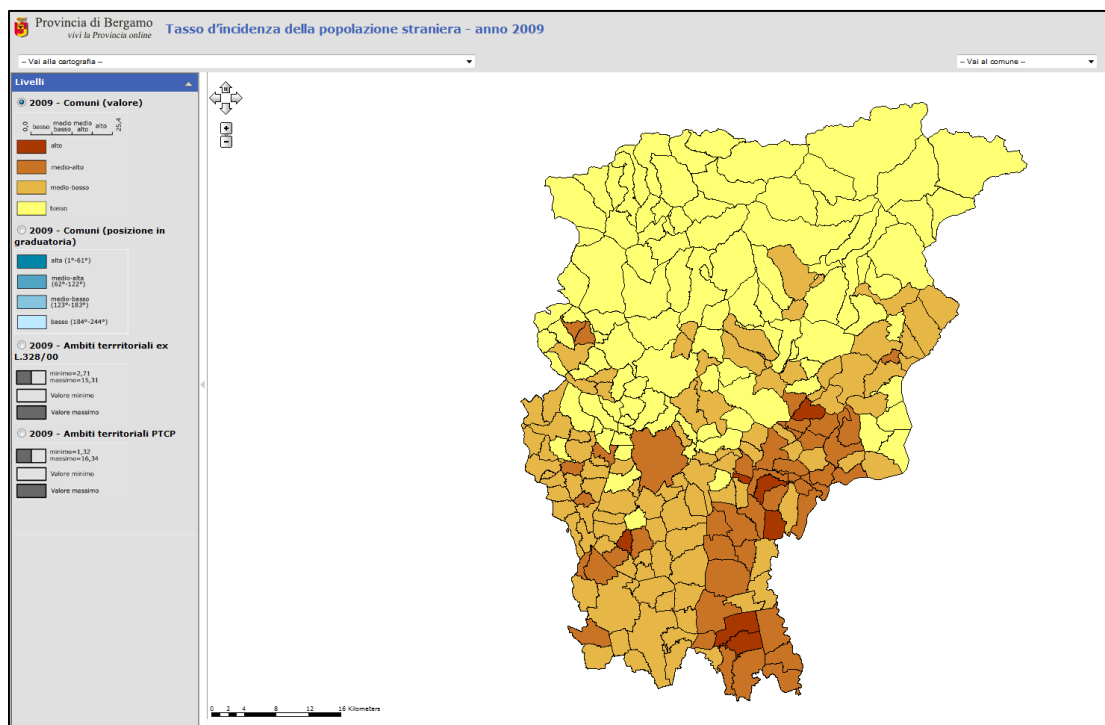 Provincia di Bergamo
vivi la Provincia online
Tasso d'incidenza della popolazione straniera - anno 2009
-- Vai alla cartografia --
-- Vai al comune --
Livelli
2009 - Comuni (valore)
0,0 basso medio basso medio alto alto 25,4
alto
medio-alto
medio-basso
basso
2009 - Comuni (posizione in
graduatoria)
alta (1°-61°)
medio-alta
(62°-122°)
medio-basso
(123°-183°)
basso (184°-244°)
2009 - Ambiti terrritoriali ex
L.328/00
minimo=2,71
massimo=15,31
Valore minimo
Valore massimo
2009 - Ambiti territoriali PTCP
minimo=1,32
massimo=16,34
Valore minimo
Valore massimo
N
0 2 4 8 12 16 Kilometers